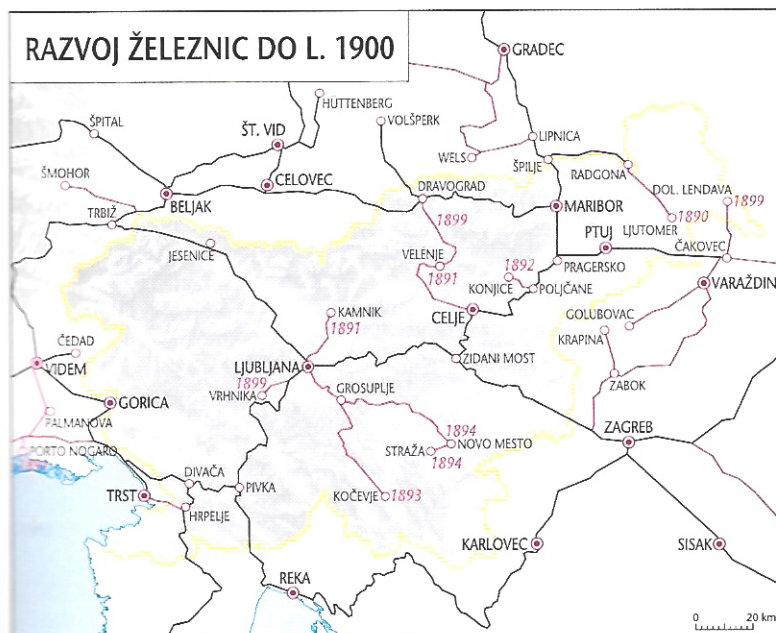 RAZVOJ ŽELEZNIC DO L. 1900
GRADEC
HÜTTENBERG
VOLŠPERK
ŠPITAL
ŠT. VID
LIPNICA
WELS
ŠPILJE
RADGONA
ŠMOHOR
CELOVEC
BELJAK
DRAVOGRAD
DOL. LENDAVA
1899
MARIBOR
TRBIŽ
1899
1890
LJUTOMER
PTUJ
JESENICE
VELENJE
1891
1892
PRAGERSKO
ČAKOVEC
KONJICE
POLJČANE
VARAŽDIN
KAMNIK
1891
CELJE
GOLUBOVAC
KRAPINA
ČEDAD
VIDEM
LJUBLJANA
ZIDANI MOST
1899
VRHNIKA
GROSUPLJE
ZABOK
GORICA
PALMANOVA
1894
NOVO MESTO
ZAGREB
PORTO NOGARO
STRAŽA
1894
DIVAČA
PIVKA
TRST
KOČEVJE
1893
HRPELJE
KARLOVEC
SISAK
REKA
0 20 km